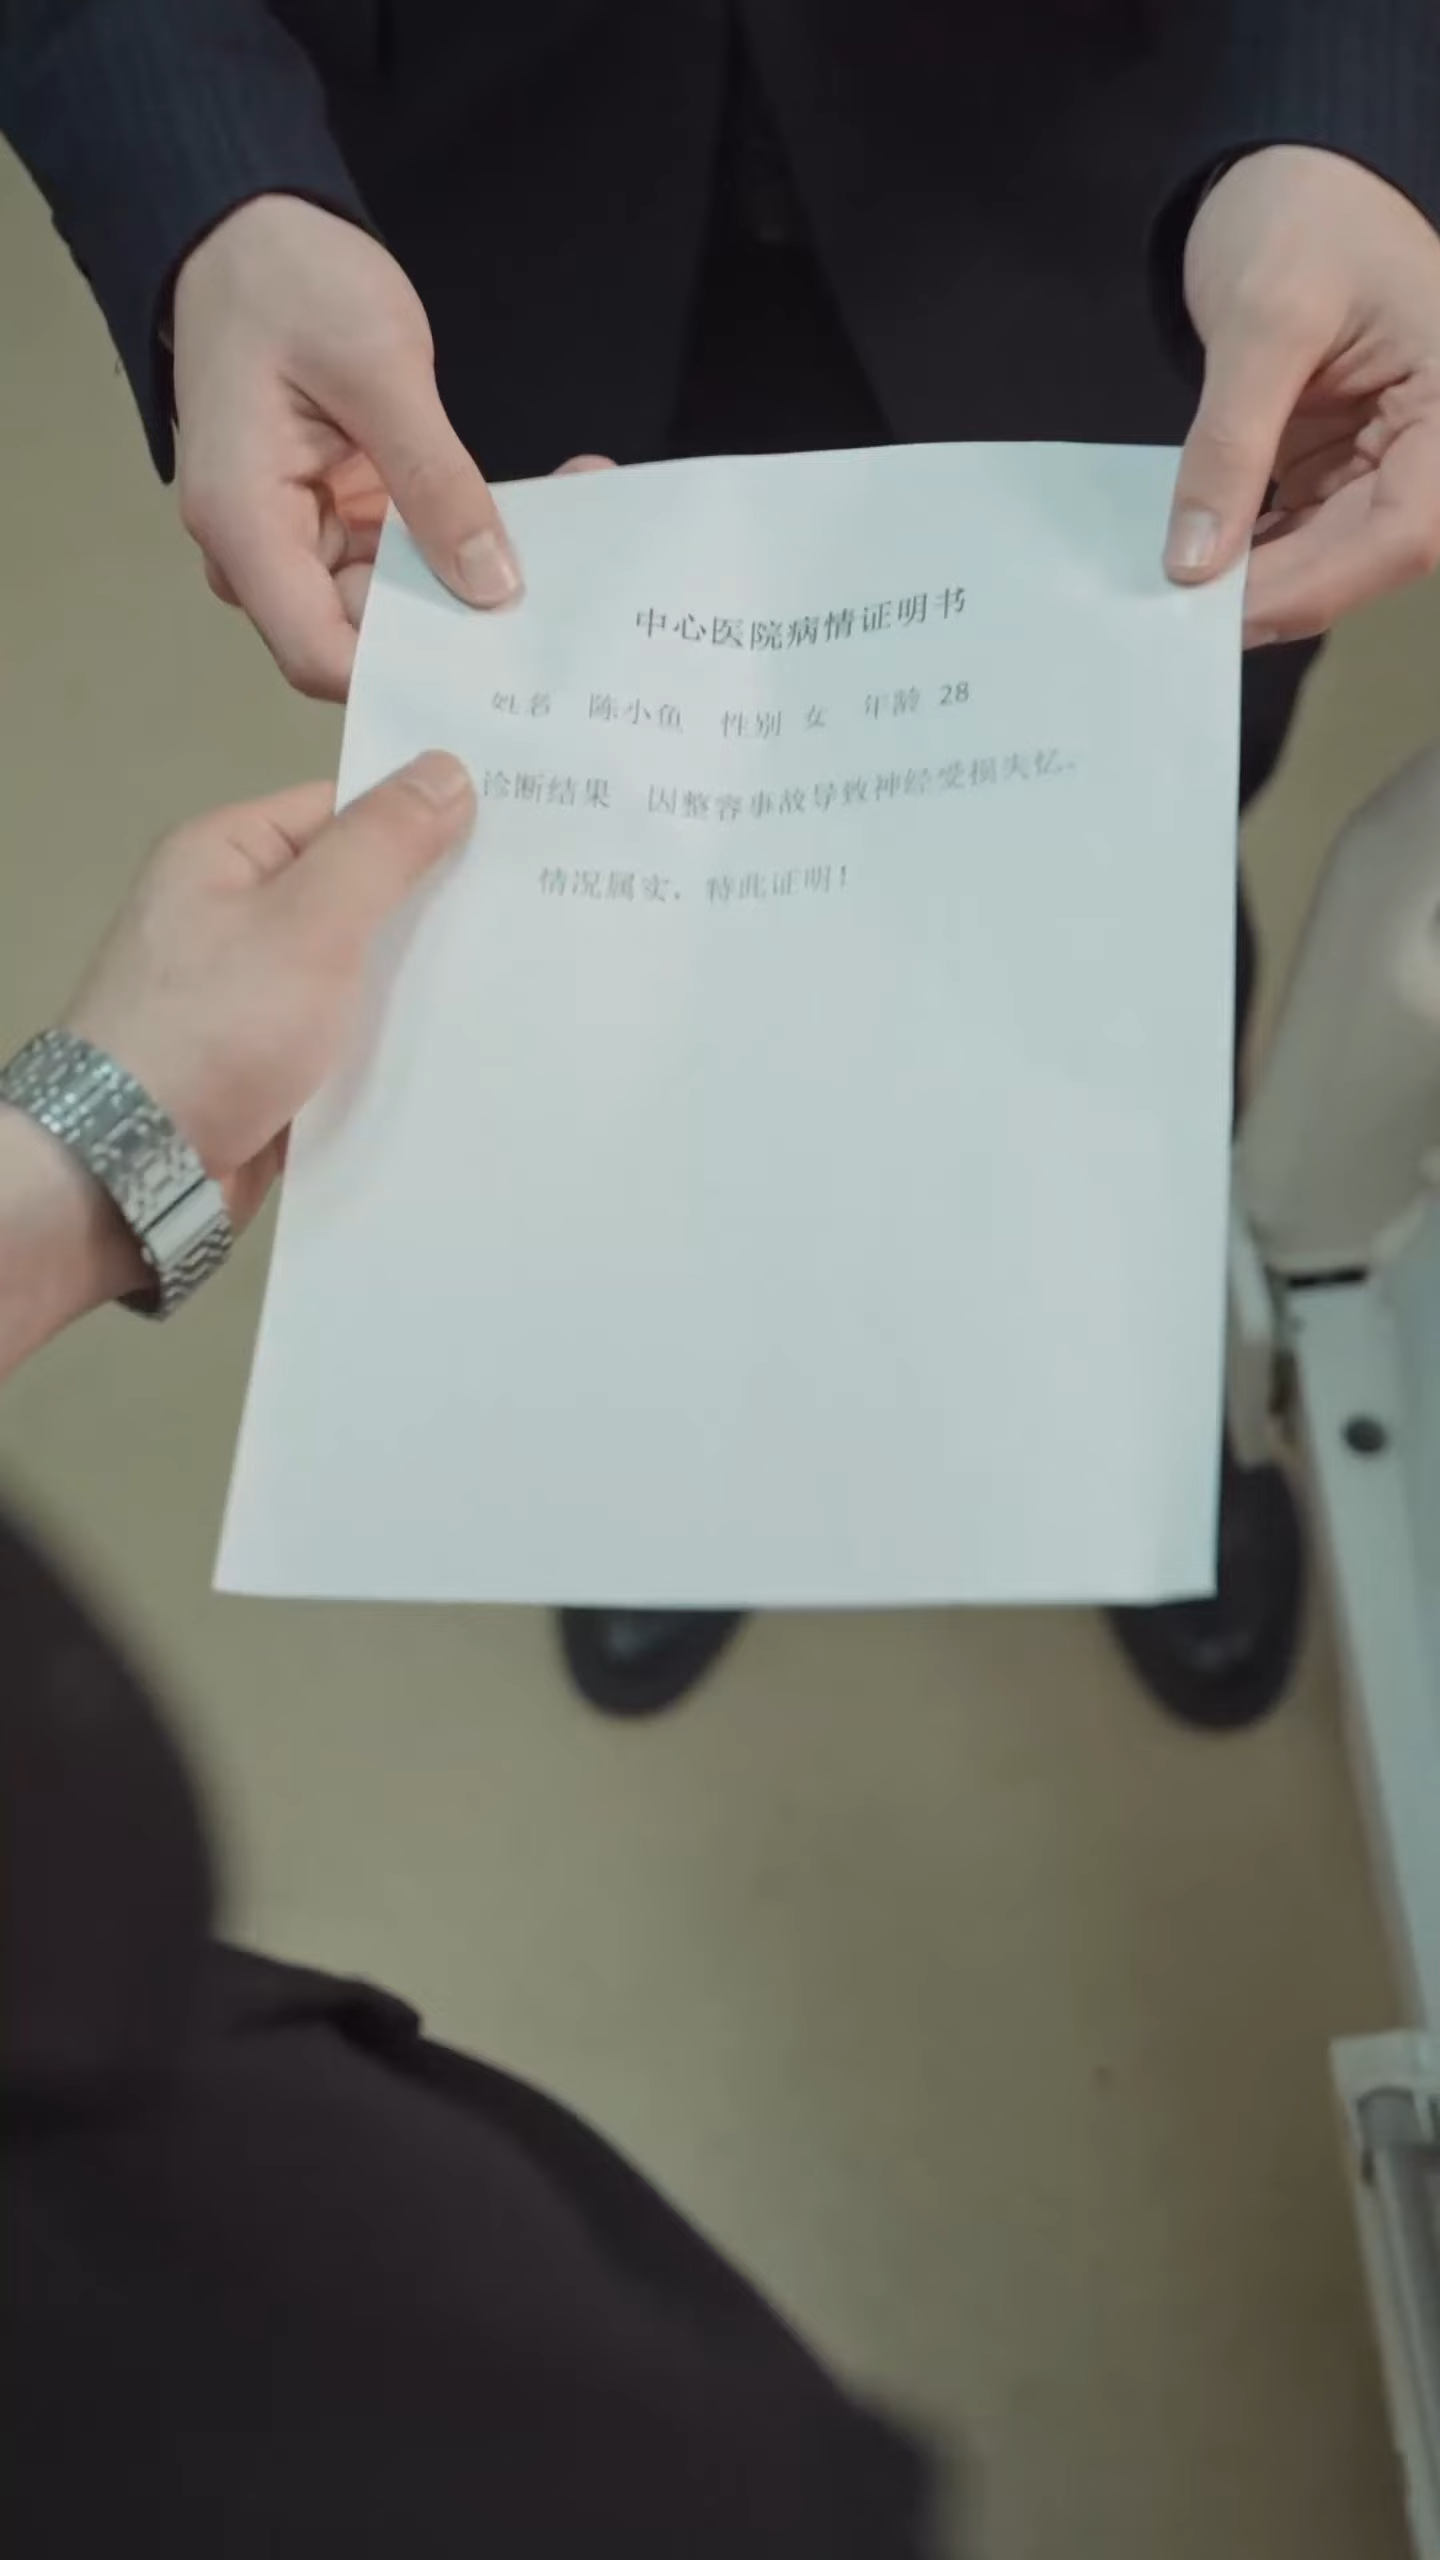 中心医院病情证明书
姓名 陈小鱼 性别 女 年龄 28
诊断结果 因整容事故导致神经受损失忆。
情况属实，特此证明！